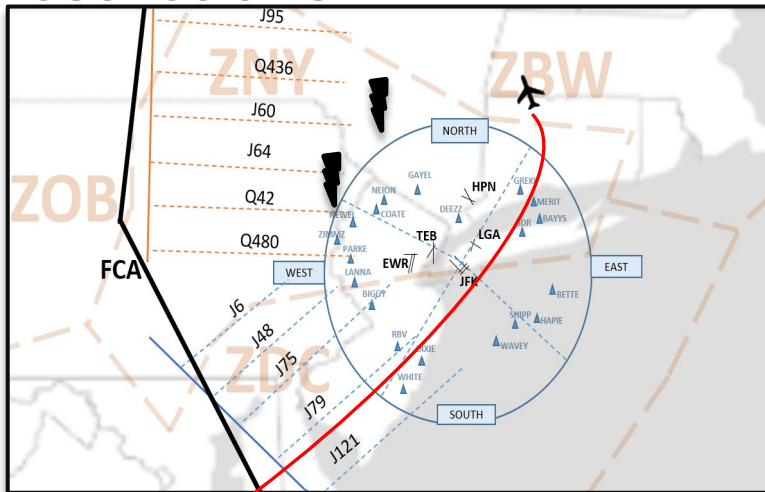 J95
ZNY
Q436
ZBW
J60
NORTH
J64
GAYEL
HPN
GREKI
ZOB
Q42
NEION
MERIT
NEWEL
COATE
DEEZZ
BAYYS
BDR
ZIMMZ
TEB
LGA
Q480
PARKE
FCA
WEST
LANNA
EWR
JFK
EAST
BIGGY
BETTE
J6
J48
SHIPP
HAPIE
ZDC
J75
RBV
DIXIE
WAVEY
WHITE
J79
SOUTH
J121